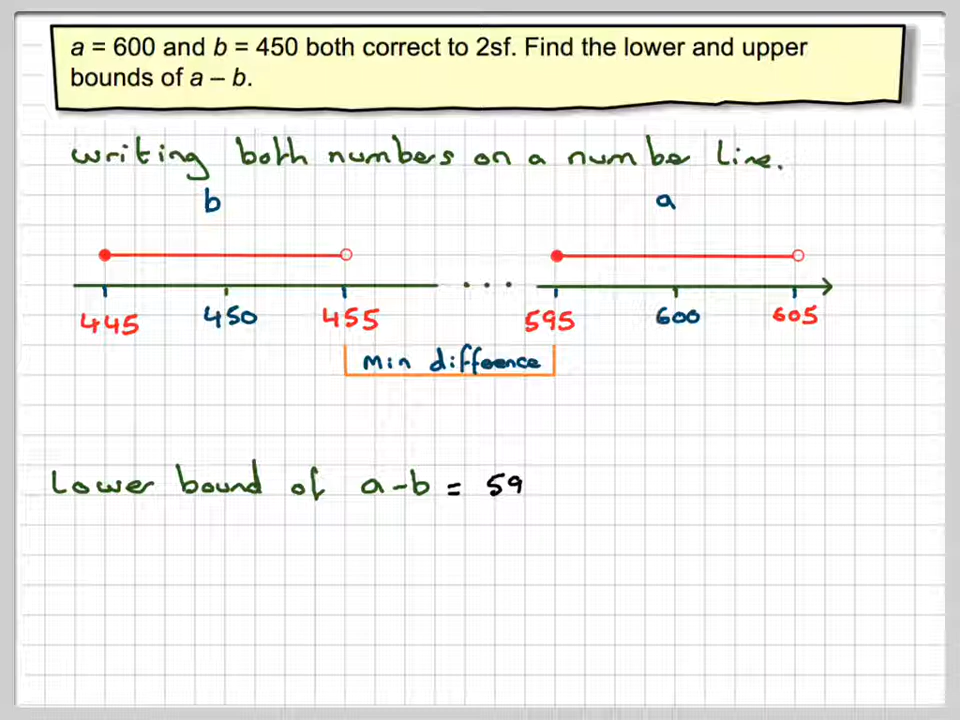 a = 600 and b = 450 both correct to 2sf. Find the lower and upper
bounds of a – b.
writing both numbers on a number line.
b a
445 450 455 ... 595 600 605
Min diffeence
Lower bound of a-b = 59